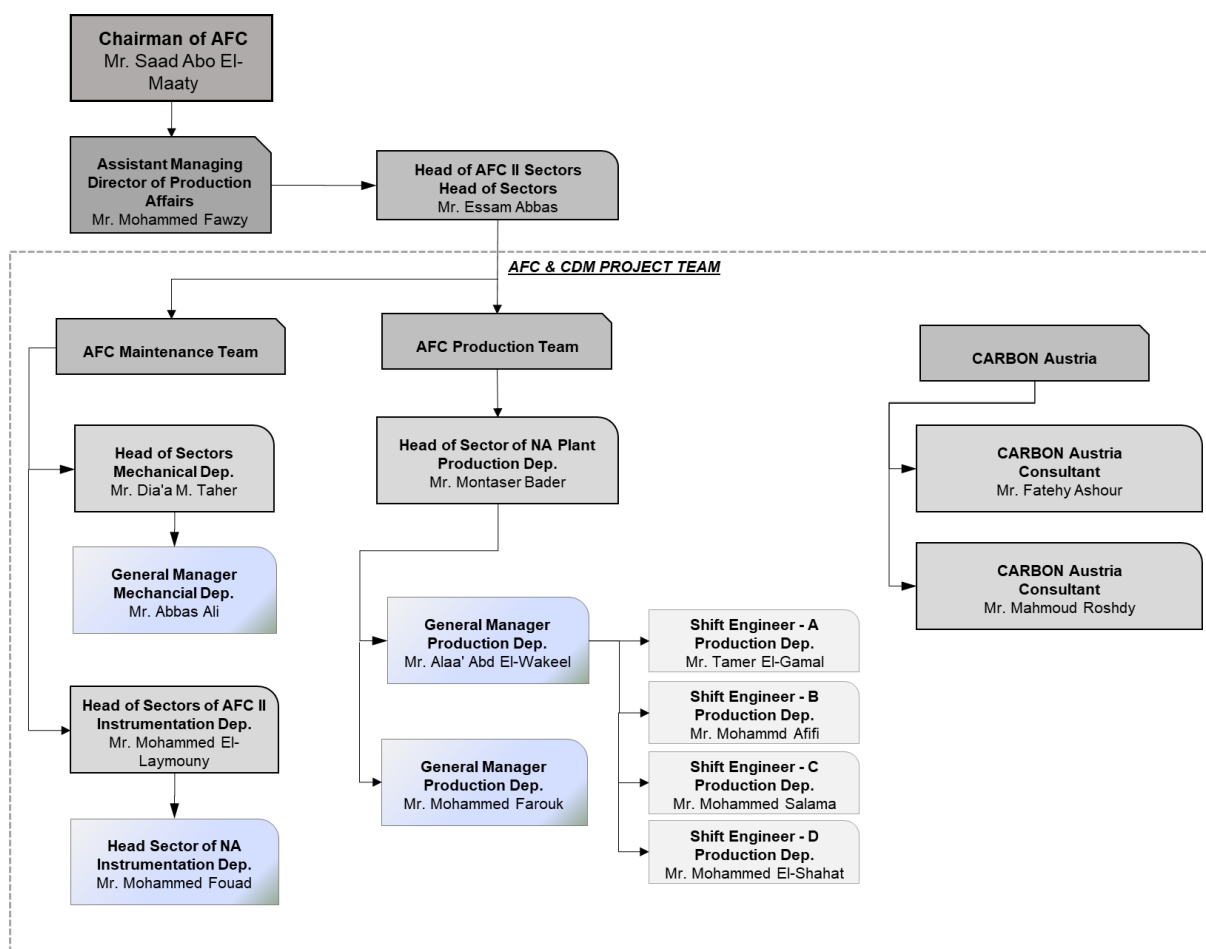 Chairman of AFC
Mr. Saad Abo El-
Maaty
Assistant Managing
Director of Production
Affairs
Mr. Mohammed Fawzy
Head of AFC II Sectors
Head of Sectors
Mr. Essam Abbas
AFC & CDM PROJECT TEAM
AFC Maintenance Team
Head of Sectors
Mechanical Dep.
Mr. Dia'a M. Taher
General Manager
Mechancial Dep.
Mr. Abbas Ali
Head of Sectors of AFC II
Instrumentation Dep.
Mr. Mohammed El-
Laymouny
Head Sector of NA
Instrumentation Dep.
Mr. Mohammed Fouad
AFC Production Team
Head of Sector of NA Plant
Production Dep.
Mr. Montaser Bader
General Manager
Production Dep.
Mr. Alaa' Abd El-Wakeel
General Manager
Production Dep.
Mr. Mohammed Farouk
Shift Engineer - A
Production Dep.
Mr. Tamer El-Gamal
Shift Engineer - B
Production Dep.
Mr. Mohammd Afifi
Shift Engineer - C
Production Dep.
Mr. Mohammed Salama
Shift Engineer - D
Production Dep.
Mr. Mohammed El-Shahat
CARBON Austria
CARBON Austria
Consultant
Mr. Fatehy Ashour
CARBON Austria
Consultant
Mr. Mahmoud Roshdy